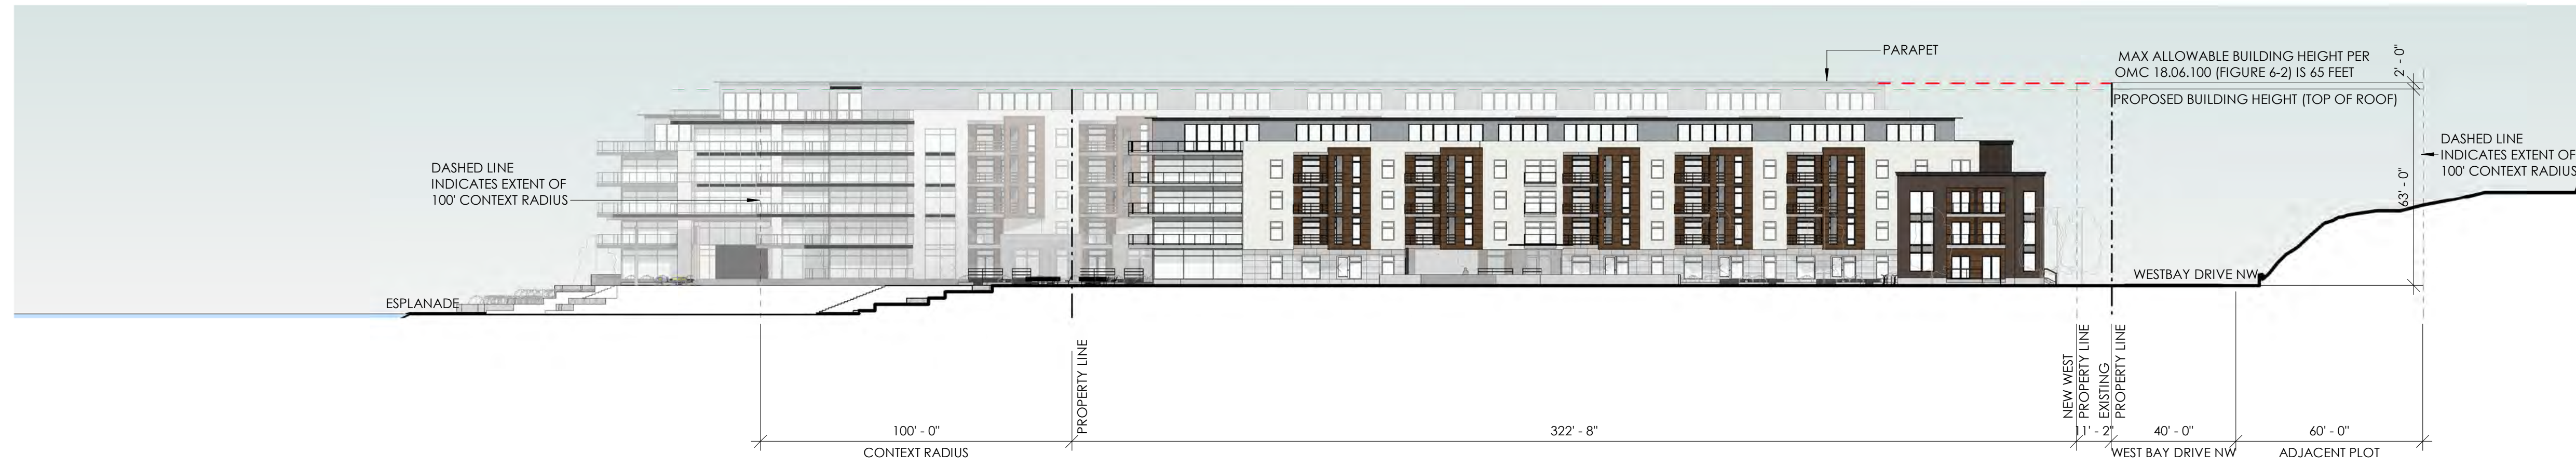 PARAPET
MAX ALLOWABLE BUILDING HEIGHT PER
OMC 18.06.100 (FIGURE 6-2) IS 65 FEET
2' - 0"
PROPOSED BUILDING HEIGHT (TOP OF ROOF)
DASHED LINE
INDICATES EXTENT OF
100' CONTEXT RADIUS
DASHED LINE
INDICATES EXTENT OF
100' CONTEXT RADIUS
63' - 0"
WESTBAY DRIVE NW
ESPLANADE
PROPERTY LINE
NEW WEST
PROPERTY LINE
EXISTING
PROPERTY LINE
100' - 0"
CONTEXT RADIUS
322' - 8"
11' - 2"
40' - 0"
WEST BAY DRIVE NW
60' - 0"
ADJACENT PLOT